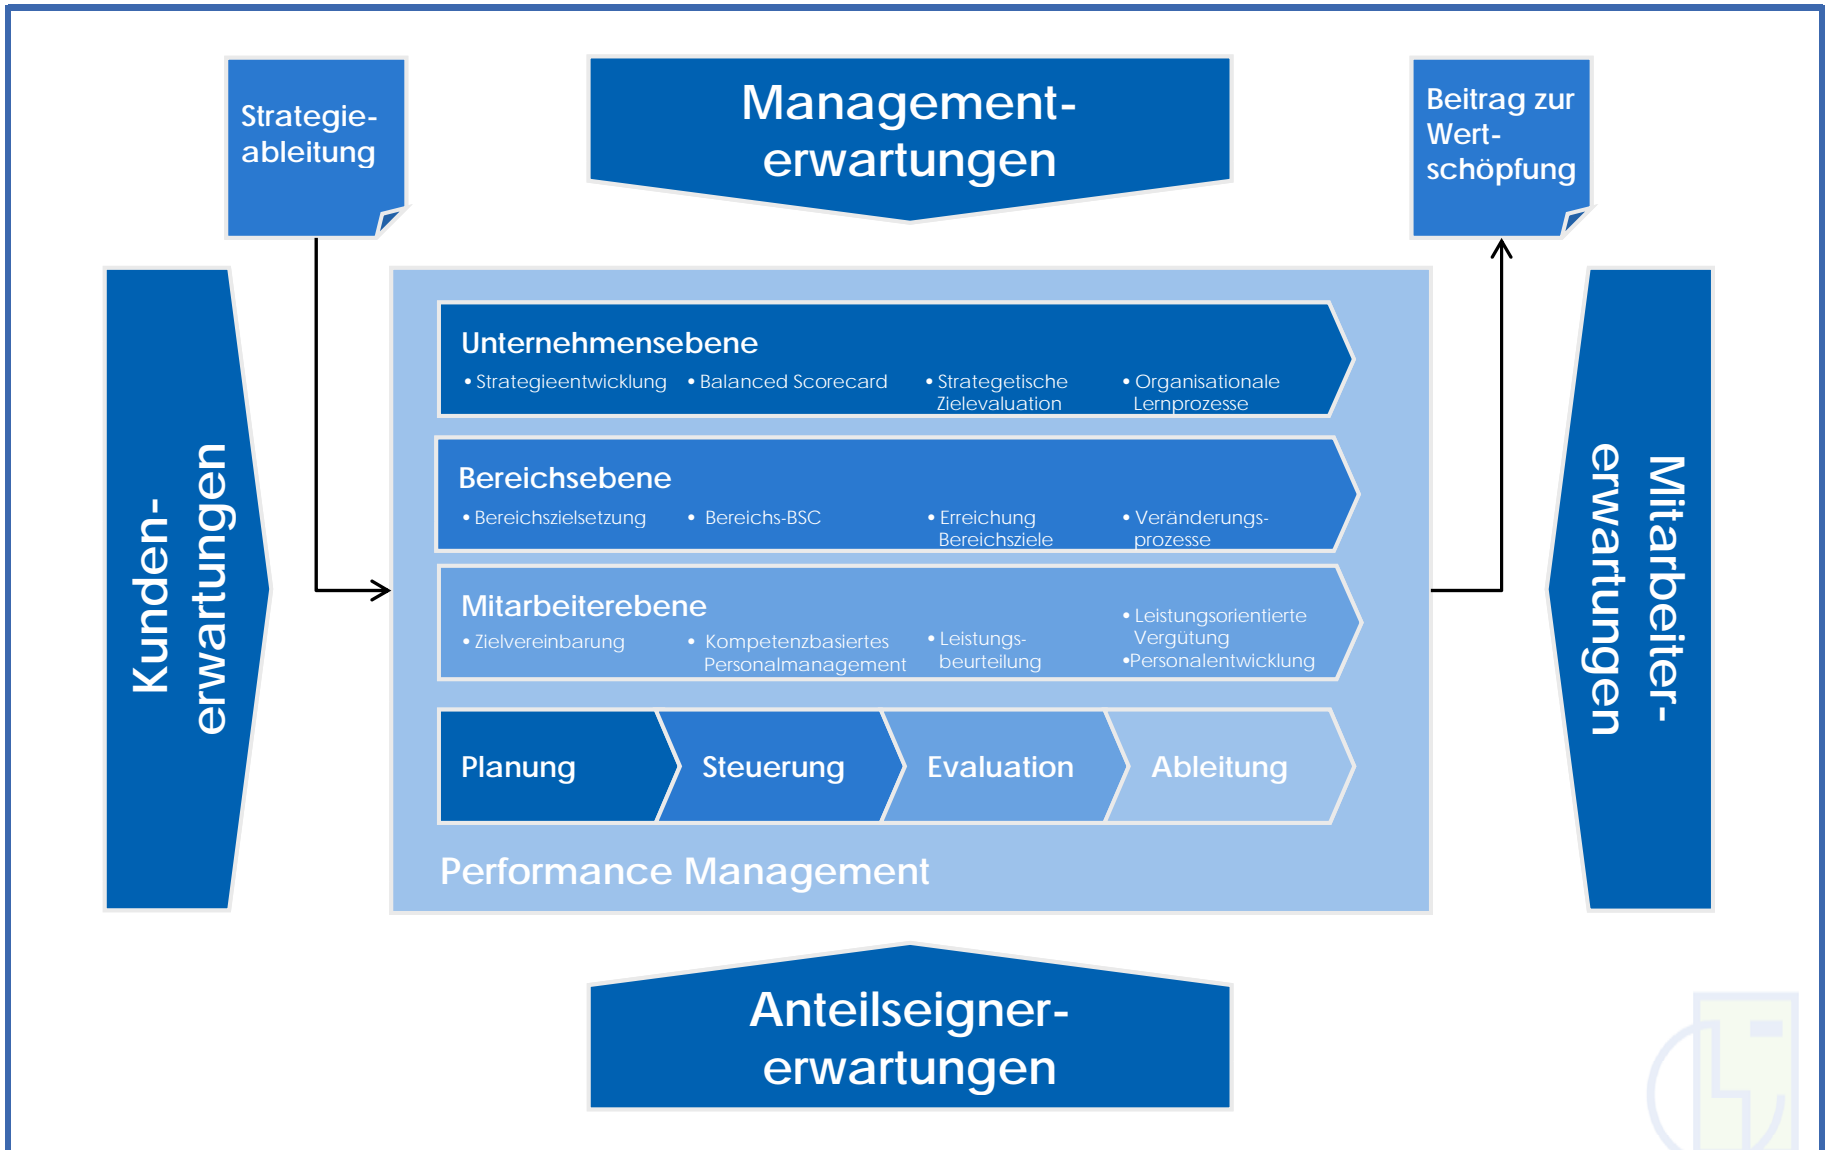 Strategie-
ableitung
Management-
erwartungen
Beitrag zur
Wert-
schöpfung
Kunden-
erwartungen
Unternehmensebene
• Strategieentwicklung • Balanced Scorecard • Strategetische • Organisationale
Zielevaluation Lernprozesse
Bereichsebene
• Bereichszielsetzung • Bereichs-BSC • Erreichung • Veränderungs-
Bereichsziele prozesse
Mitarbeiterebene
• Zielvereinbarung • Kompetenzbasiertes • Leistungs- • Leistungsorientierte
Personalmanagement beurteilung Vergütung
•Personalentwicklung
Planung Steuerung Evaluation Ableitung
Performance Management
Mitarbeiter-
erwartungen
Anteilseigner-
erwartungen